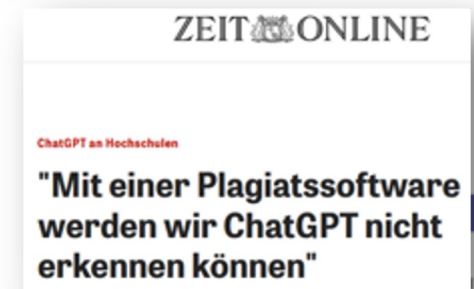 ZEIT ONLINE
ChatGPT an Hochschulen
"Mit einer Plagiatssoftware
werden wir ChatGPT nicht
erkennen können"